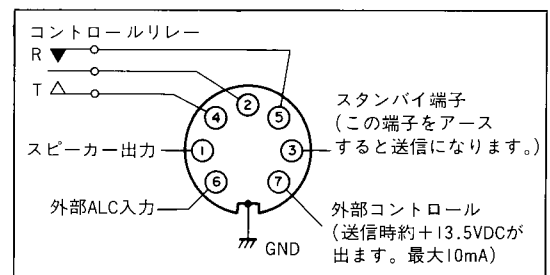 コントロールリレー
R
T
② 
④
⑤
①
③
⑥
⑦
スピーカー出力
外部ALC入力
スタンバイ端子
(この端子をアース
すると送信になります。)
外部コントロール
(送信時約+13.5VDCが
出ます。最大10mA)
GND